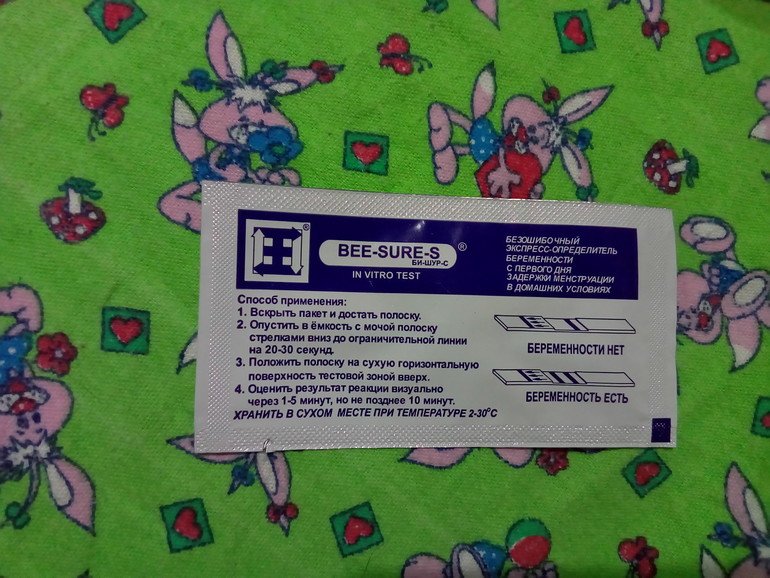 BEE-SURE-S ®
БИ-ШУР-С
IN VITRO TEST
®
БЕЗОШИБОЧНЫЙ
ЭКСПРЕСС-ОПРЕДЕЛИТЕЛЬ
БЕРЕМЕННОСТИ
С ПЕРВОГО ДНЯ
ЗАДЕРЖКИ МЕНСТРУАЦИИ
В ДОМАШНИХ УСЛОВИЯХ
Способ применения:
1. Вскрыть пакет и достать полоску.
2. Опустить в ёмкость с мочой полоску
стрелками вниз до ограничительной линии
на 20-30 секунд.
3. Положить полоску на сухую горизонтальную
поверхность тестовой зоной вверх.
4. Оценить результат реакции визуально
через 1-5 минут, но не позднее 10 минут.
ХРАНИТЬ В СУХОМ МЕСТЕ ПРИ ТЕМПЕРАТУРЕ 2-30°С
БЕРЕМЕННОСТИ НЕТ
БЕРЕМЕННОСТЬ ЕСТЬ